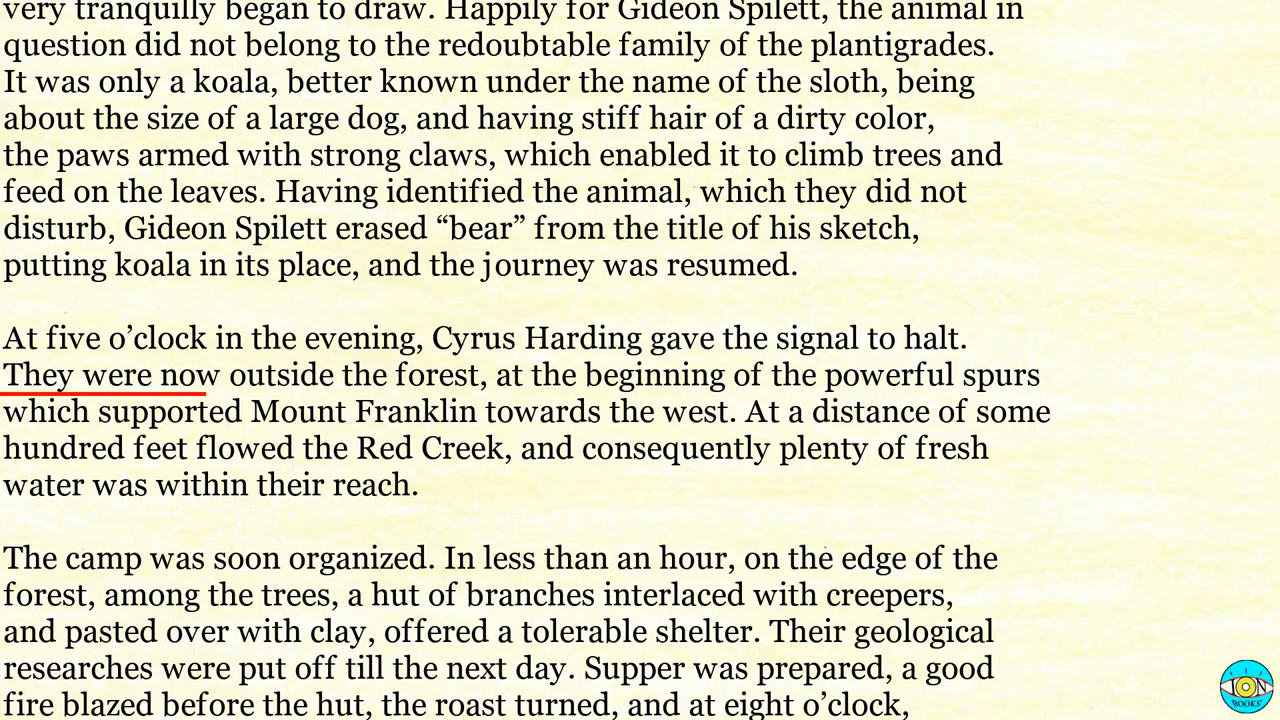 very tranquilly began to draw. Happily for Gideon Spilett, the animal in
question did not belong to the redoubtable family of the plantigrades.
It was only a koala, better known under the name of the sloth, being
about the size of a large dog, and having stiff hair of a dirty color,
the paws armed with strong claws, which enabled it to climb trees and
feed on the leaves. Having identified the animal, which they did not
disturb, Gideon Spilett erased “bear” from the title of his sketch,
putting koala in its place, and the journey was resumed.
At five o’clock in the evening, Cyrus Harding gave the signal to halt.
They were now outside the forest, at the beginning of the powerful spurs
which supported Mount Franklin towards the west. At a distance of some
hundred feet flowed the Red Creek, and consequently plenty of fresh
water was within their reach.
The camp was soon organized. In less than an hour, on the edge of the
forest, among the trees, a hut of branches interlaced with creepers,
and pasted over with clay, offered a tolerable shelter. Their geological
researches were put off till the next day. Supper was prepared, a good
fire blazed before the hut, the roast turned, and at eight o’clock,
ION
BOOKS